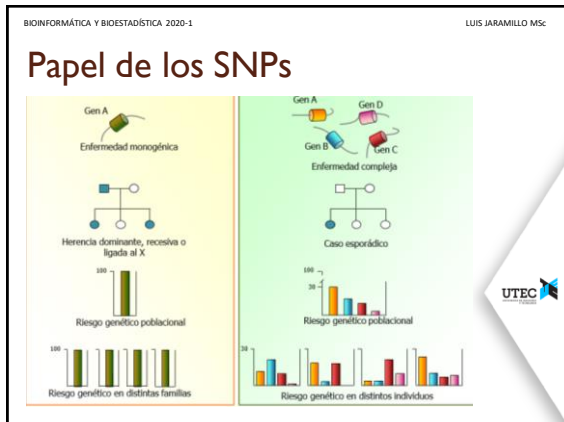 BIOINFORMÁTICA Y BIOESTADÍSTICA 2020-1
LUIS JARAMILLO MSc
Papel de los SNPs
Gen A
Enfermedad monogénica
Herencia dominante, recesiva o
ligada al X
100
Riesgo genético poblacional
100
Riesgo genético en distintas familias
Gen A
Gen D
Gen B
Gen C
Enfermedad compleja
Caso esporádico
100
30
Riesgo genético poblacional
30
Riesgo genético en distintos individuos
UTEC